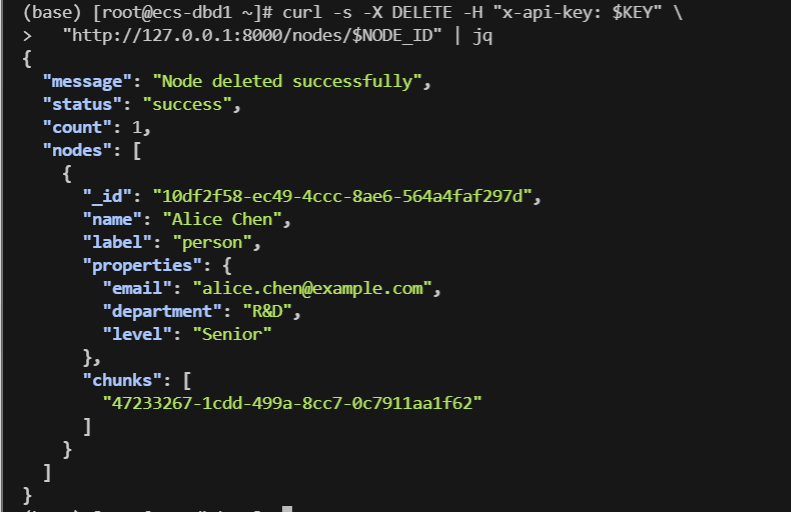 (base) [root@ecs-dbd1 ~]# curl -s -X DELETE -H "x-api-key: $KEY" \
>   "http://127.0.0.1:8000/nodes/$NODE_ID" | jq
{
  "message": "Node deleted successfully",
  "status": "success",
  "count": 1,
  "nodes": [
    {
      "_id": "10df2f58-ec49-4ccc-8ae6-564a4faf297d",
      "name": "Alice Chen",
      "label": "person",
      "properties": {
        "email": "alice.chen@example.com",
        "department": "R&D",
        "level": "Senior"
      },
      "chunks": [
        "47233267-1cdd-499a-8cc7-0c7911aa1f62"
      ]
    }
  ]
}